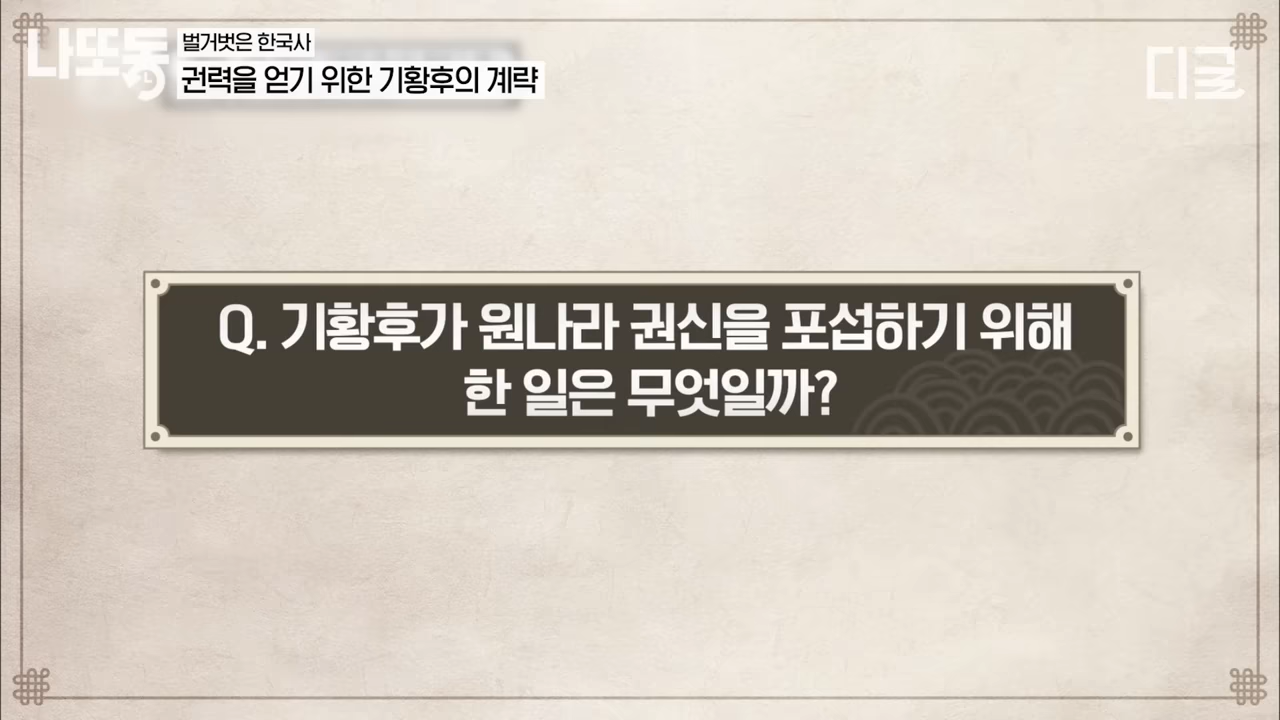 나또동
벌거벗은 한국사
권력을 얻기 위한 기황후의 계략
디글
Q. 기황후가 원나라 권신을 포섭하기 위해
한 일은 무엇일까?